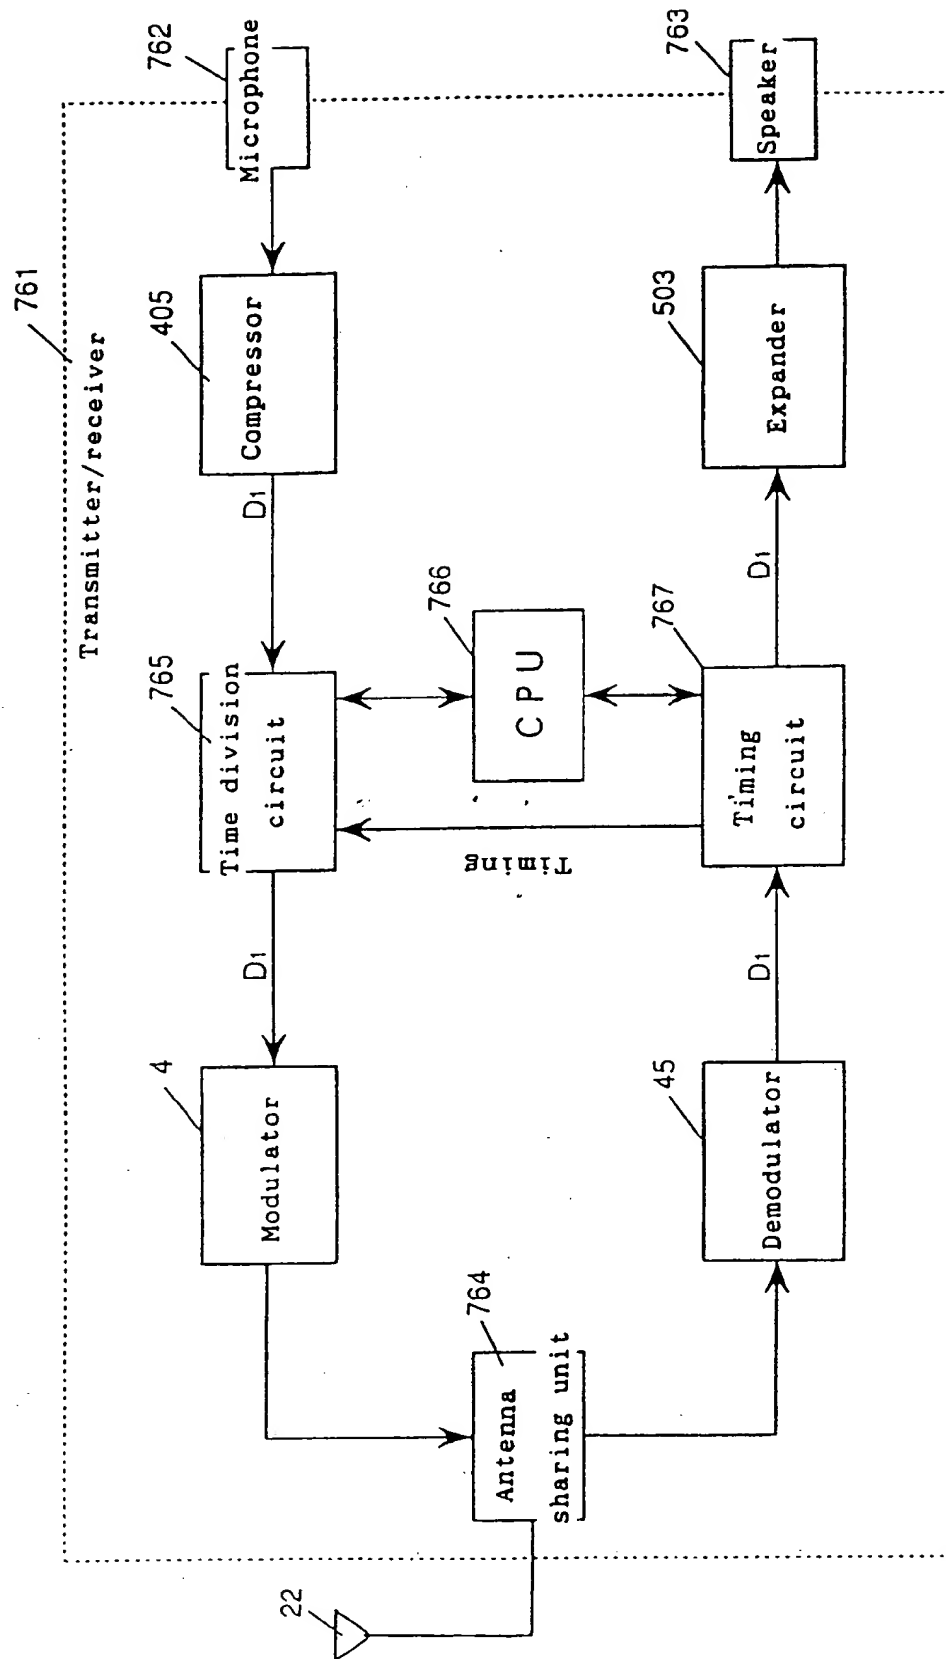 761
Transmitter/receiver
22
764
Antenna
sharing unit
4
Modulator
D1
765
Time division
circuit
D1
405
Compressor
762
Microphone
Timing
766
CPU
45
Demodulator
D1
767
Timing
circuit
D1
503
Expander
763
Speaker